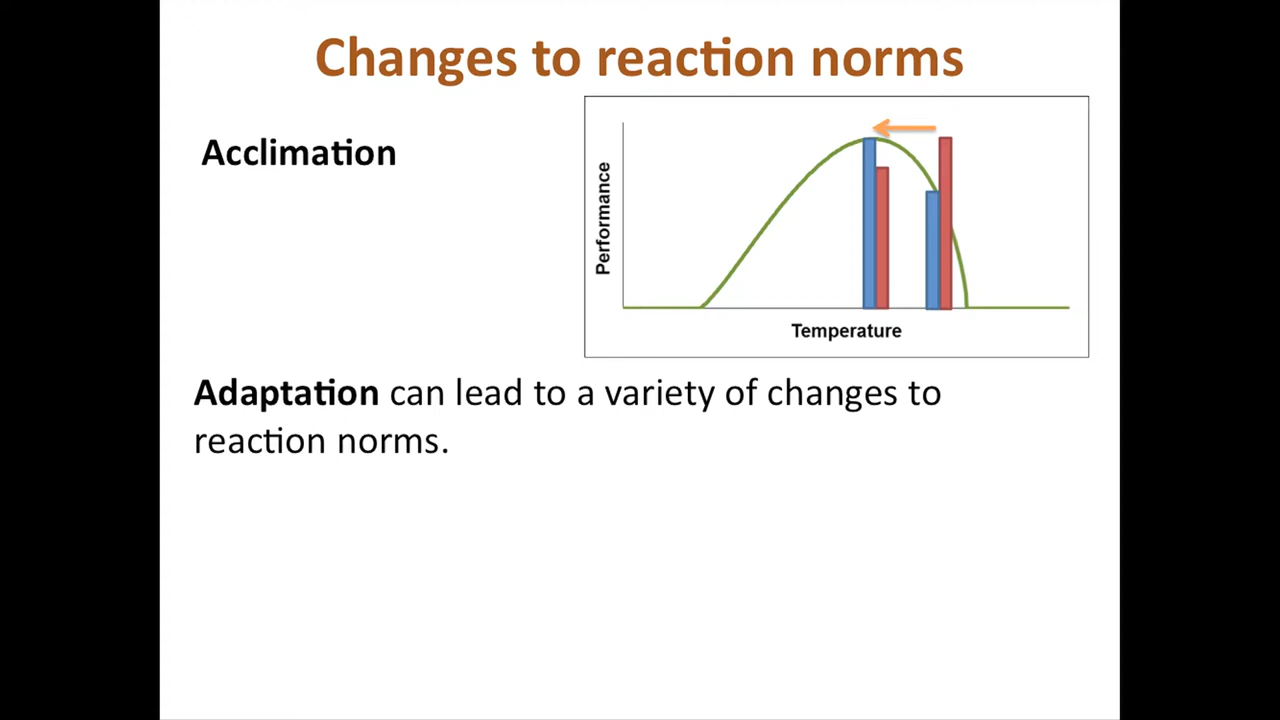 Changes to reaction norms
Acclimation
Performance
Temperature
Adaptation can lead to a variety of changes to
reaction norms.